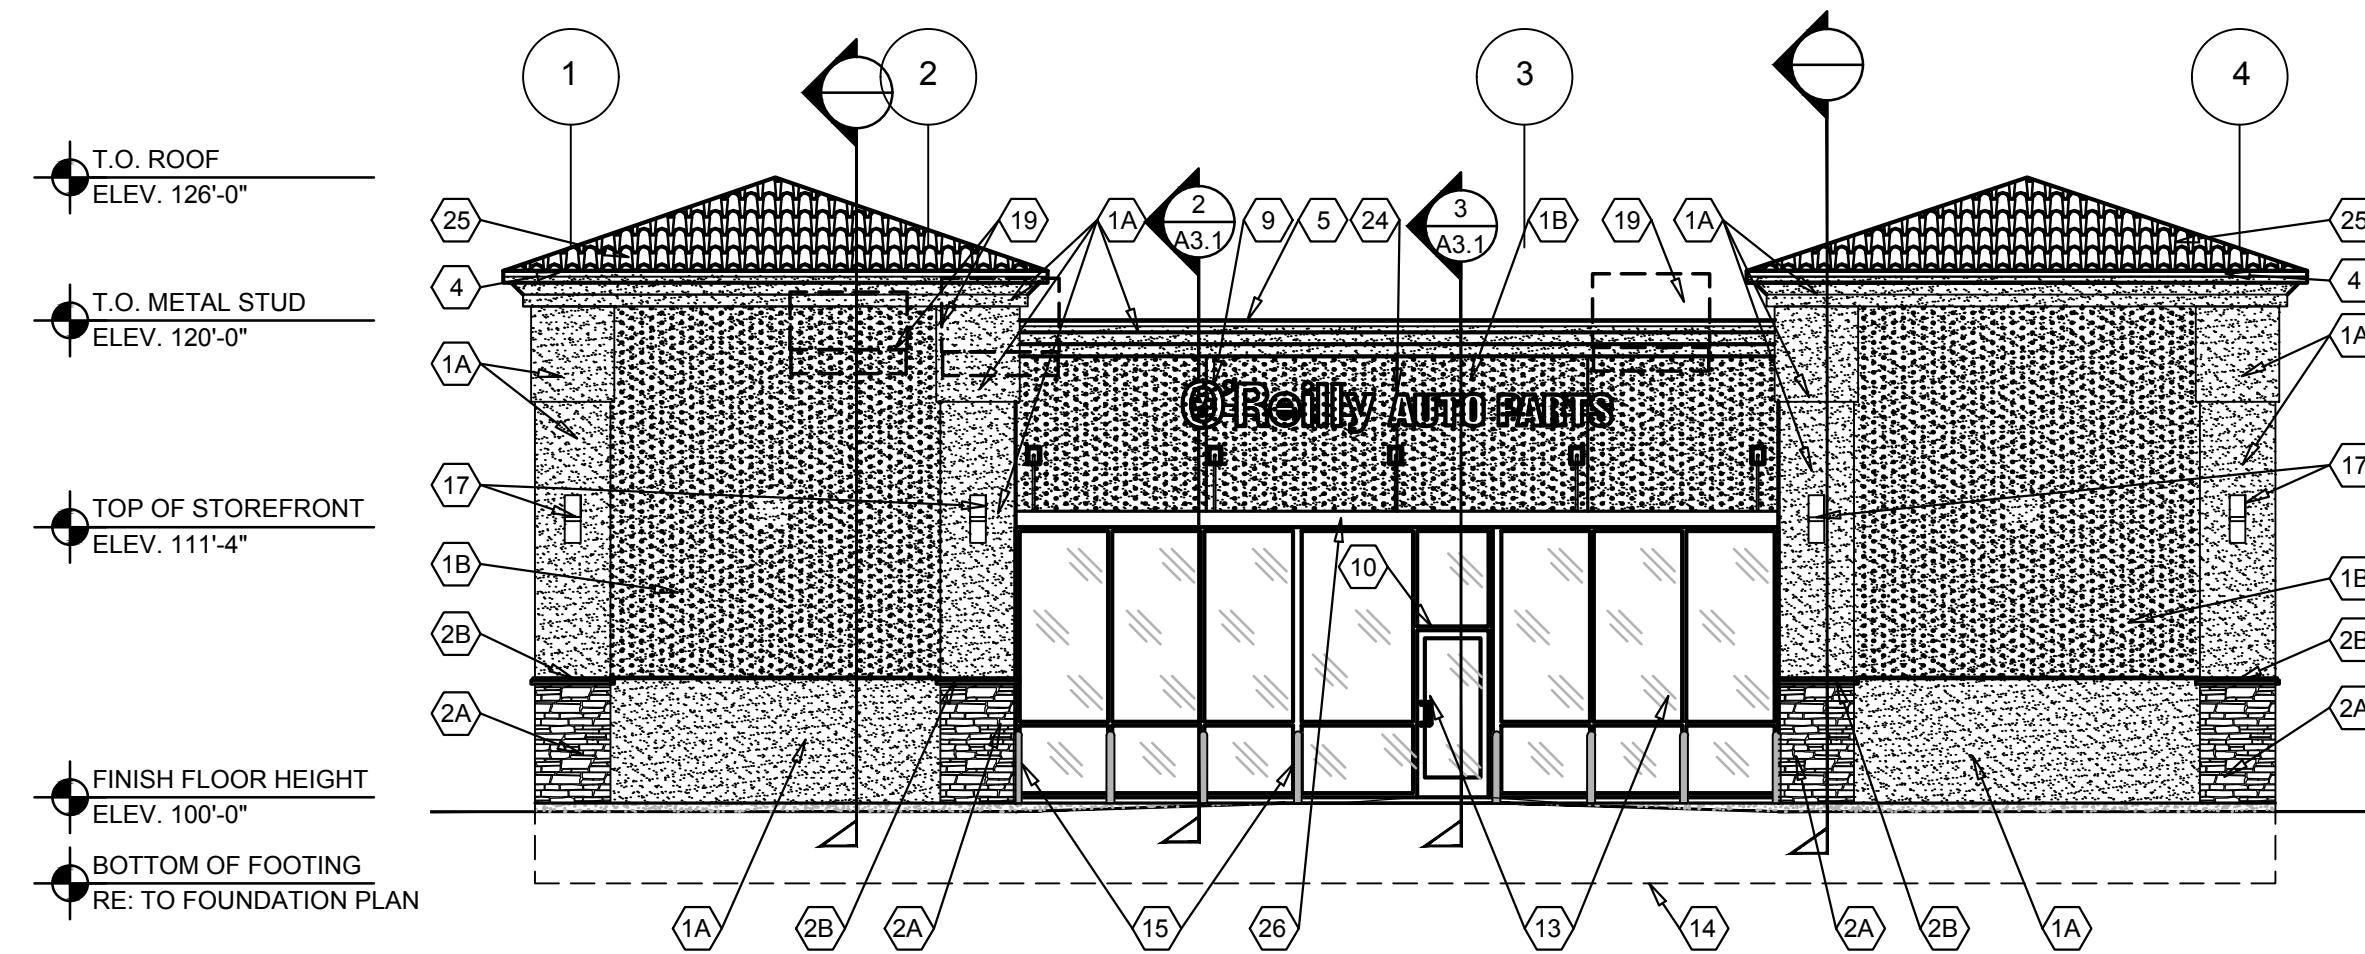 1
2
3
4
T.O. ROOF
ELEV. 126'-0"
25
19
1A
2
A3.1
9
5
24
3
A3.1
1B
19
1A
25
4
4
T.O. METAL STUD
ELEV. 120'-0"
1A
1A
O'Reilly AUTO PARTS
17
17
TOP OF STOREFRONT
ELEV. 111'-4"
1B
10
1B
2B
2B
2A
2A
FINISH FLOOR HEIGHT
ELEV. 100'-0"
BOTTOM OF FOOTING
RE: TO FOUNDATION PLAN
1A
2B
2A
15
26
13
14
2A
2B
1A